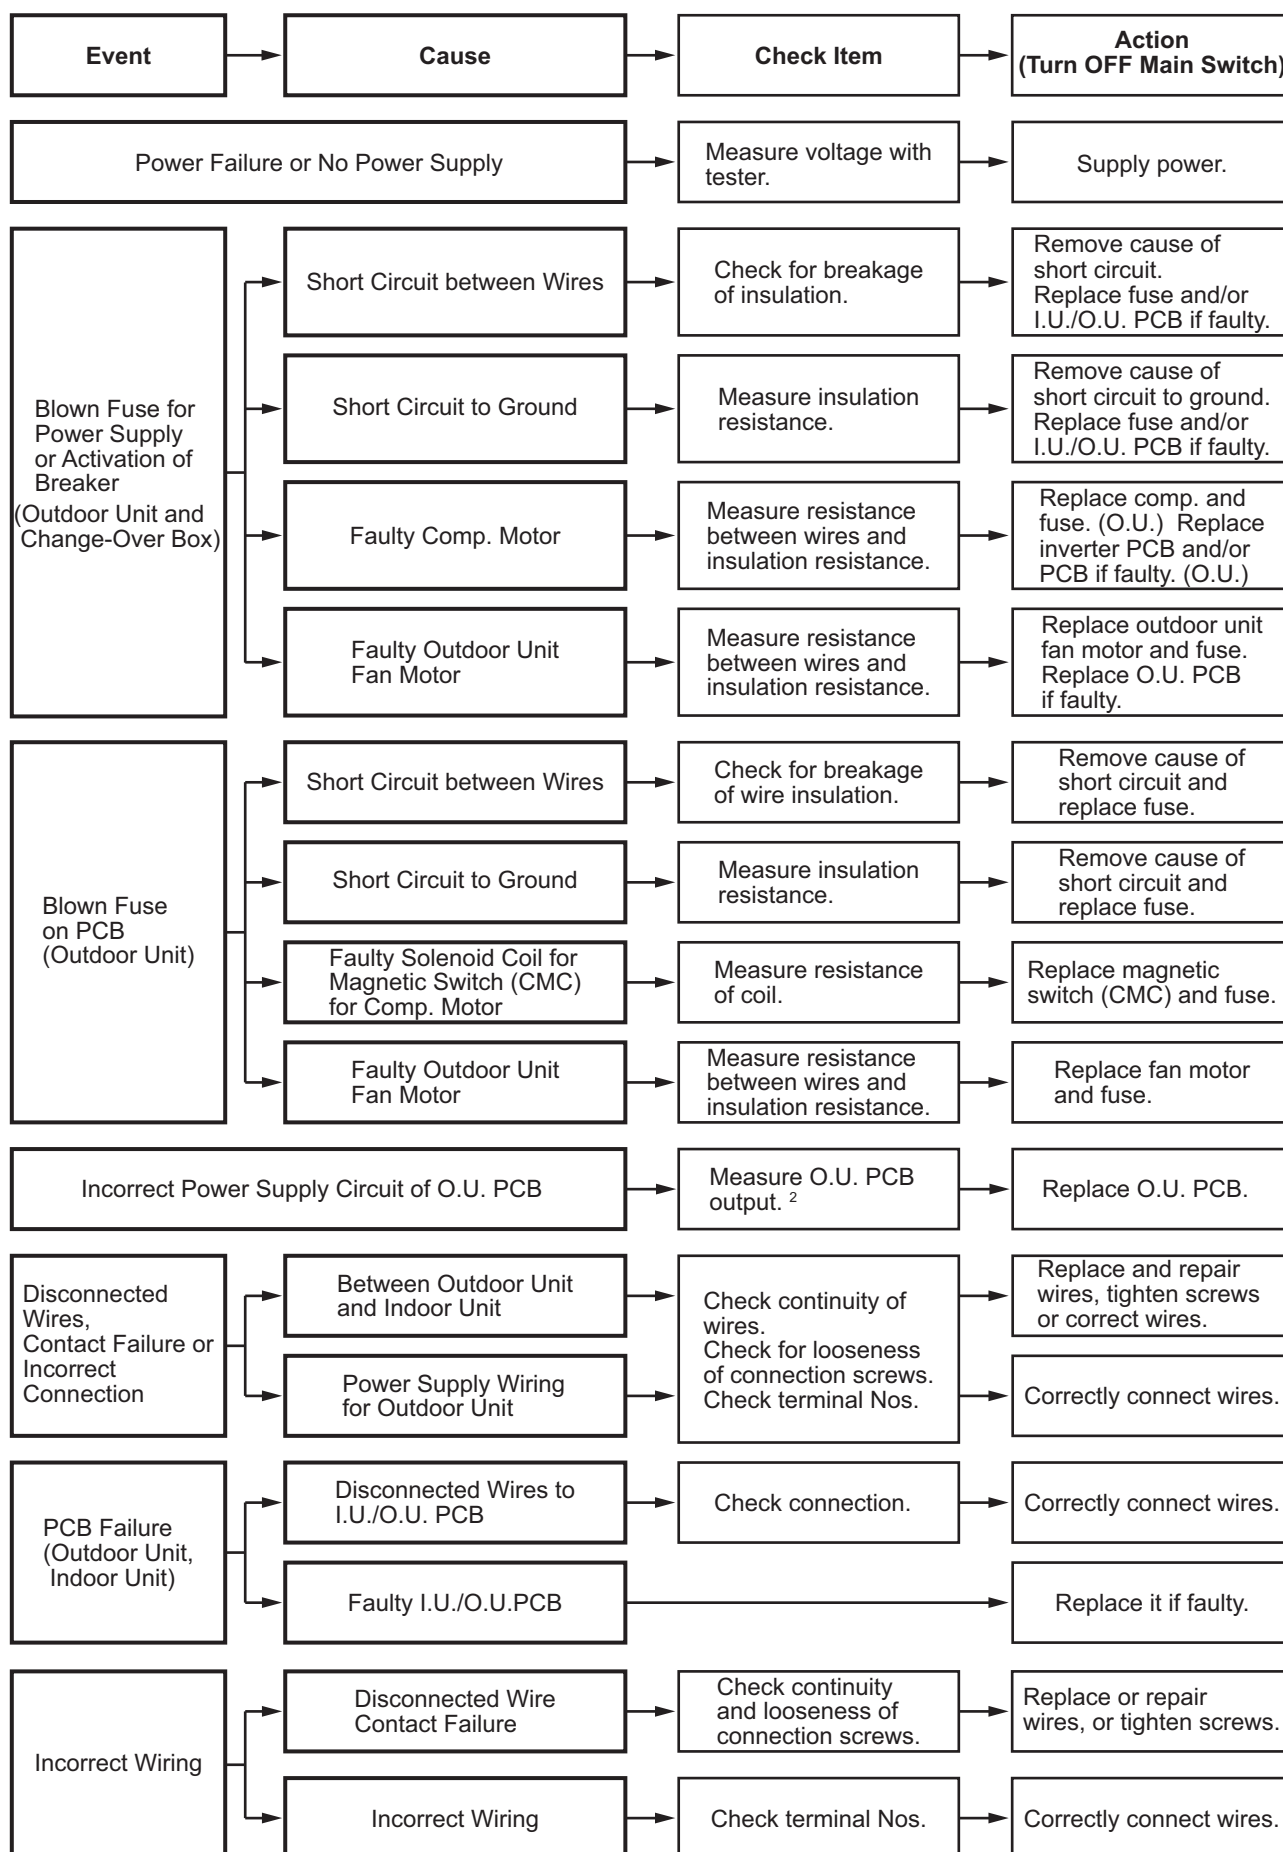 Event
Cause
Check Item
Action
(Turn OFF Main Switch)
Power Failure or No Power Supply
Measure voltage with
tester.
Supply power.
Blown Fuse for
Power Supply
or Activation of
Breaker
(Outdoor Unit and
Change-Over Box)
Short Circuit between Wires
Check for breakage
of insulation.
Remove cause of
short circuit.
Replace fuse and/or
I.U./O.U. PCB if faulty.
Short Circuit to Ground
Measure insulation
resistance.
Remove cause of
short circuit to ground.
Replace fuse and/or
I.U./O.U. PCB if faulty.
Faulty Comp. Motor
Measure resistance
between wires and
insulation resistance.
Replace comp. and
fuse. (O.U.) Replace
inverter PCB and/or
PCB if faulty. (O.U.)
Faulty Outdoor Unit
Fan Motor
Measure resistance
between wires and
insulation resistance.
Replace outdoor unit
fan motor and fuse.
Replace O.U. PCB
if faulty.
Blown Fuse
on PCB
(Outdoor Unit)
Short Circuit between Wires
Check for breakage
of wire insulation.
Remove cause of
short circuit and
replace fuse.
Short Circuit to Ground
Measure insulation
resistance.
Remove cause of
short circuit and
replace fuse.
Faulty Solenoid Coil for
Magnetic Switch (CMC)
for Comp. Motor
Measure resistance
of coil.
Replace magnetic
switch (CMC) and fuse.
Faulty Outdoor Unit
Fan Motor
Measure resistance
between wires and
insulation resistance.
Replace fan motor
and fuse.
Incorrect Power Supply Circuit of O.U. PCB
Measure O.U. PCB
output. 2
Replace O.U. PCB.
Disconnected
Wires,
Contact Failure or
Incorrect
Connection
Between Outdoor Unit
and Indoor Unit
Power Supply Wiring
for Outdoor Unit
Check continuity of
wires.
Check for looseness
of connection screws.
Check terminal Nos.
Replace and repair
wires, tighten screws
or correct wires.
Correctly connect wires.
PCB Failure
(Outdoor Unit,
Indoor Unit)
Disconnected Wires to
I.U./O.U. PCB
Check connection.
Correctly connect wires.
Faulty I.U./O.U.PCB
Replace it if faulty.
Incorrect Wiring
Disconnected Wire
Contact Failure
Check continuity
and looseness of
connection screws.
Replace or repair
wires, or tighten screws.
Incorrect Wiring
Check terminal Nos.
Correctly connect wires.